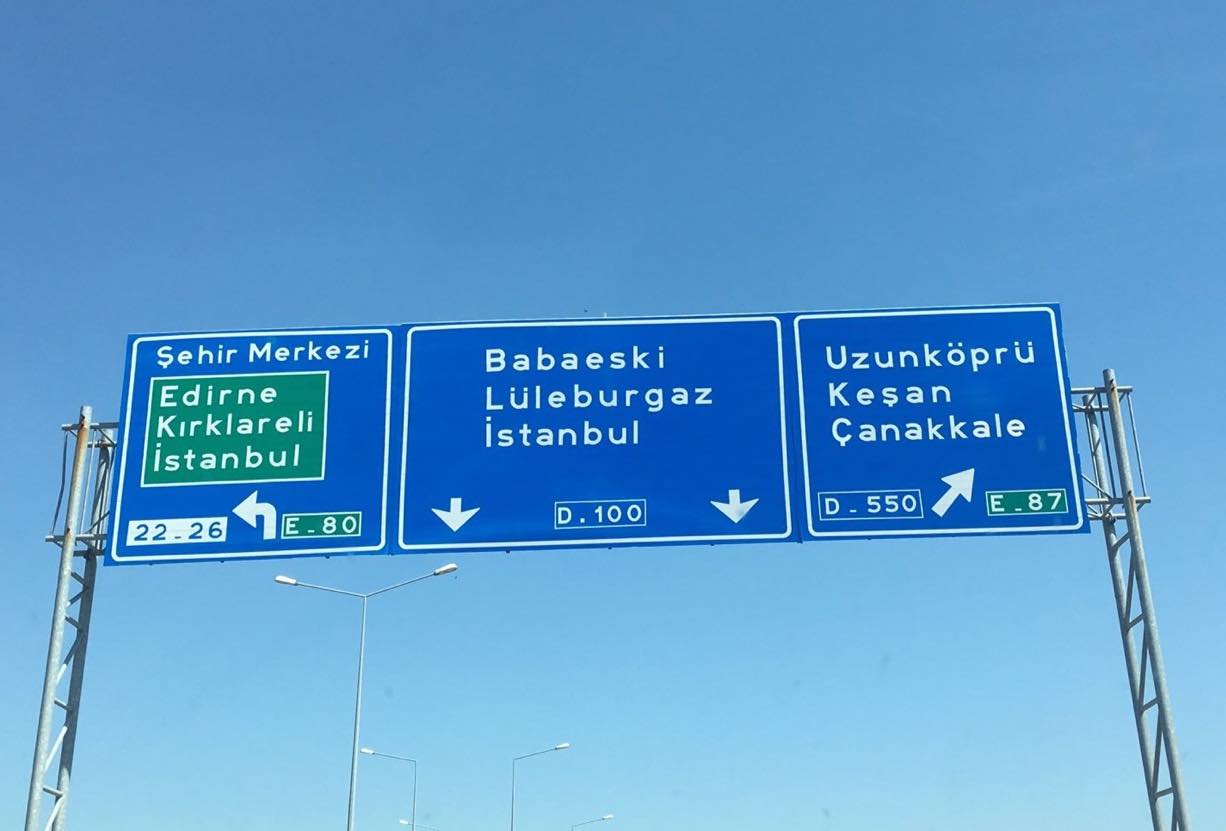 Şehir Merkezi
Edirne
Kırklareli
İstanbul
22-26
E-80
Babaeski
Lüleburgaz
İstanbul
D.100
Uzunköprü
Keşan
Çanakkale
D-550
E-87